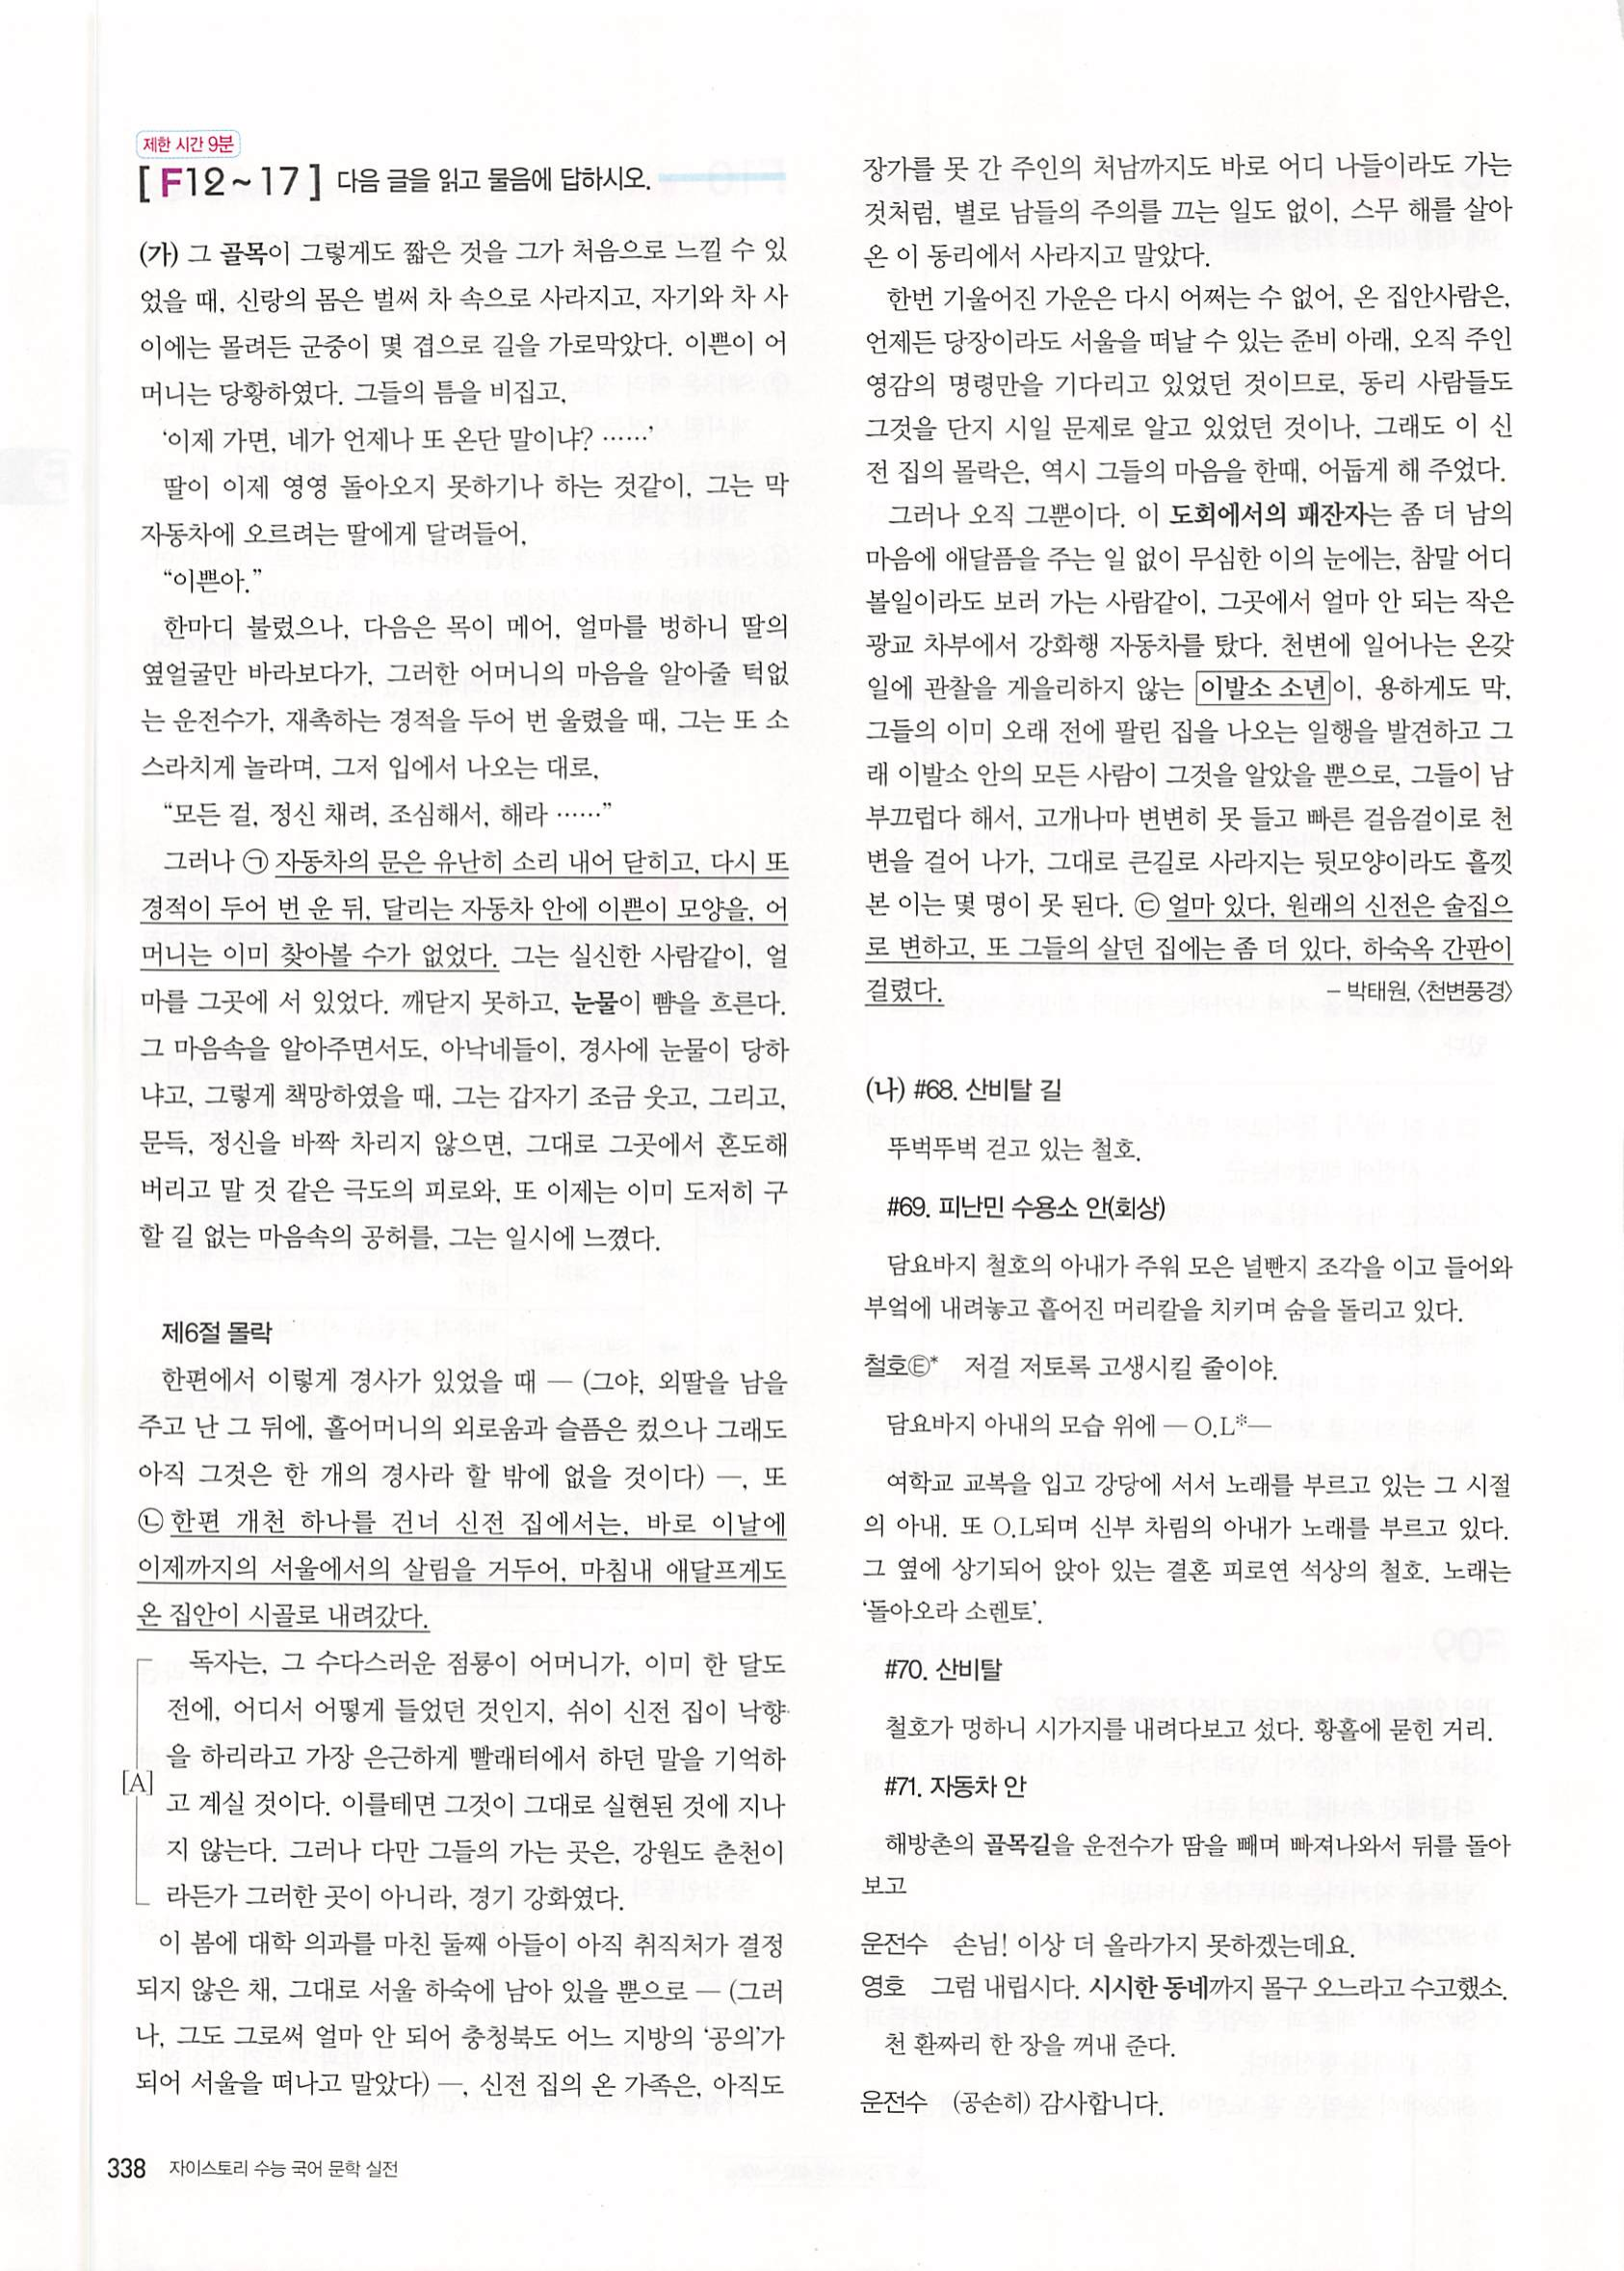 제한 시간 9분
[ F12~17 ] 다음 글을 읽고 물음에 답하시오.
(가) 그 골목이 그렇게도 짧은 것을 그가 처음으로 느낄 수 있
었을 때, 신랑의 몸은 벌써 차 속으로 사라지고, 자기와 차 사
이에는 몰려든 군중이 몇 겹으로 길을 가로막았다. 이쁜이 어
머니는 당황하였다. 그들의 틈을 비집고,
‘이제 가면, 네가 언제나 또 온단 말이냐? ……’
딸이 이제 영영 돌아오지 못하기나 하는 것같이, 그는 막
자동차에 오르려는 딸에게 달려들어,
“이쁜아.”
한마디 불렀으나, 다음은 목이 메어, 얼마를 벙하니 딸의
옆얼굴만 바라보다가, 그러한 어머니의 마음을 알아줄 턱없
는 운전수가, 재촉하는 경적을 두어 번 울렸을 때, 그는 또 소
스라치게 놀라며, 그저 입에서 나오는 대로,
“모든 걸, 정신 채려, 조심해서, 해라 ……”
그러나 ㉠ 자동차의 문은 유난히 소리 내어 닫히고, 다시 또
경적이 두어 번 운 뒤, 달리는 자동차 안에 이쁜이 모양을, 어
머니는 이미 찾아볼 수가 없었다. 그는 실신한 사람같이, 얼
마를 그곳에 서 있었다. 깨닫지 못하고, 눈물이 뺨을 흐른다.
그 마음속을 알아주면서도, 아낙네들이, 경사에 눈물이 당하
냐고, 그렇게 책망하였을 때, 그는 갑자기 조금 웃고, 그리고,
문득, 정신을 바짝 차리지 않으면, 그대로 그곳에서 혼도해
버리고 말 것 같은 극도의 피로와, 또 이제는 이미 도저히 구
할 길 없는 마음속의 공허를, 그는 일시에 느꼈다.
제6절 몰락
한편에서 이렇게 경사가 있었을 때 ― (그야, 외딸을 남을
주고 난 그 뒤에, 홀어머니의 외로움과 슬픔은 컸으나 그래도
아직 그것은 한 개의 경사라 할 밖에 없을 것이다) ―, 또
㉡ 한편 개천 하나를 건너 신전 집에서는, 바로 이날에
이제까지의 서울에서의 살림을 거두어, 마침내 애달프게도
온 집안이 시골로 내려갔다.
독자는, 그 수다스러운 점룡이 어머니가, 이미 한 달도
전에, 어디서 어떻게 들었던 것인지, 쉬이 신전 집이 낙향
을 하리라고 가장 은근하게 빨래터에서 하던 말을 기억하
[A]
고 계실 것이다. 이를테면 그것이 그대로 실현된 것에 지나
지 않는다. 그러나 다만 그들의 가는 곳은, 강원도 춘천이
라든가 그러한 곳이 아니라, 경기 강화였다.
이 봄에 대학 의과를 마친 둘째 아들이 아직 취직처가 결정
되지 않은 채, 그대로 서울 하숙에 남아 있을 뿐으로 ― (그러
나, 그도 그로써 얼마 안 되어 충청북도 어느 지방의 ‘공의’가
되어 서울을 떠나고 말았다) ―, 신전 집의 온 가족은, 아직도
338 자이스토리 수능 국어 문학 실전
장가를 못 간 주인의 처남까지도 바로 어디 나들이라도 가는
것처럼, 별로 남들의 주의를 끄는 일도 없이, 스무 해를 살아
온 이 동리에서 사라지고 말았다.
한번 기울어진 가운은 다시 어쩌는 수 없어, 온 집안사람은,
언제든 당장이라도 서울을 떠날 수 있는 준비 아래, 오직 주인
영감의 명령만을 기다리고 있었던 것이므로, 동리 사람들도
그것을 단지 시일 문제로 알고 있었던 것이나, 그래도 이 신
전 집의 몰락은, 역시 그들의 마음을 한때, 어둡게 해 주었다.
그러나 오직 그뿐이다. 이 도회에서의 패잔자는 좀 더 남의
마음에 애달픔을 주는 일 없이 무심한 이의 눈에는, 참말 어디
볼일이라도 보러 가는 사람같이, 그곳에서 얼마 안 되는 작은
광교 차부에서 강화행 자동차를 탔다. 천변에 일어나는 온갖
일에 관찰을 게을리하지 않는 이발소 소년이, 용하게도 막,
그들의 이미 오래 전에 팔린 집을 나오는 일행을 발견하고 그
래 이발소 안의 모든 사람이 그것을 알았을 뿐으로, 그들이 남
부끄럽다 해서, 고개나마 변변히 못 들고 빠른 걸음걸이로 천
변을 걸어 나가, 그대로 큰길로 사라지는 뒷모양이라도 흘낏
본 이는 몇 명이 못 된다. ㉢ 얼마 있다, 원래의 신전은 술집으
로 변하고, 또 그들의 살던 집에는 좀 더 있다, 하숙옥 간판이
걸렸다. - 박태원, 〈천변풍경〉
(나) #68. 산비탈 길
뚜벅뚜벅 걷고 있는 철호.
#69. 피난민 수용소 안(회상)
담요바지 철호의 아내가 주워 모은 널빤지 조각을 이고 들어와
부엌에 내려놓고 흩어진 머리칼을 치키며 숨을 돌리고 있다.
철호Ⓔ* 저걸 저토록 고생시킬 줄이야.
담요바지 아내의 모습 위에 ― O.L*―
여학교 교복을 입고 강당에 서서 노래를 부르고 있는 그 시절
의 아내. 또 O.L되며 신부 차림의 아내가 노래를 부르고 있다.
그 옆에 상기되어 앉아 있는 결혼 피로연 석상의 철호. 노래는
‘돌아오라 소렌토’.
#70. 산비탈
철호가 멍하니 시가지를 내려다보고 섰다. 황홀에 묻힌 거리.
#71. 자동차 안
해방촌의 골목길을 운전수가 땀을 빼며 빠져나와서 뒤를 돌아
보고
운전수 손님! 이상 더 올라가지 못하겠는데요.
영호 그럼 내립시다. 시시한 동네까지 몰구 오느라고 수고했소.
천 환짜리 한 장을 꺼내 준다.
운전수 (공손히) 감사합니다.